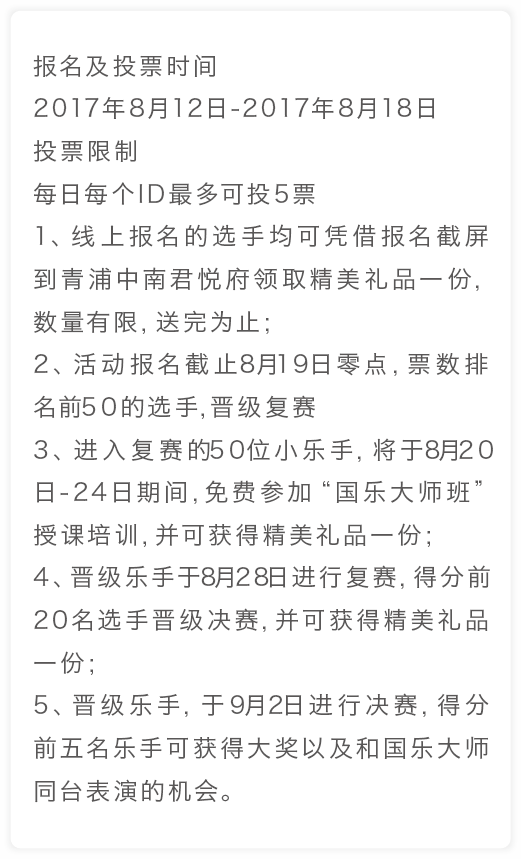 报名及投票时间
2017年8月12日-2017年8月18日
投票限制
每日每个ID最多可投5票
1、线上报名的选手均可凭借报名截屏
到青浦中南君悦府领取精美礼品一份,
数量有限, 送完为止;
2、活动报名截止8月19日零点, 票数排
名前50的选手,晋级复赛
3、进入复赛的50位小乐手, 将于8月20
日-24日期间, 免费参加“国乐大师班”
授课培训, 并可获得精美礼品一份;
4、晋级乐手于8月28日进行复赛, 得分前
20名选手晋级决赛, 并可获得精美礼品
一份;
5、晋级乐手, 于9月2日进行决赛, 得分
前五名乐手可获得大奖以及和国乐大师
同台表演的机会。